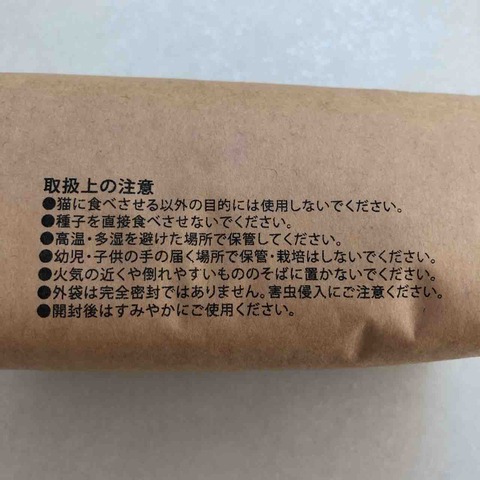 取扱上の注意
●猫に食べさせる以外の目的には使用しないでください。
●種子を直接食べさせないでください。
●高温・多湿を避けた場所で保管してください。
●幼児・子供の手の届く場所で保管・栽培はしないでください。
●火気の近くや倒れやすいもののそばに置かないでください。
●外袋は完全密封ではありません。害虫侵入にご注意ください。
●開封後はすみやかにご使用ください。